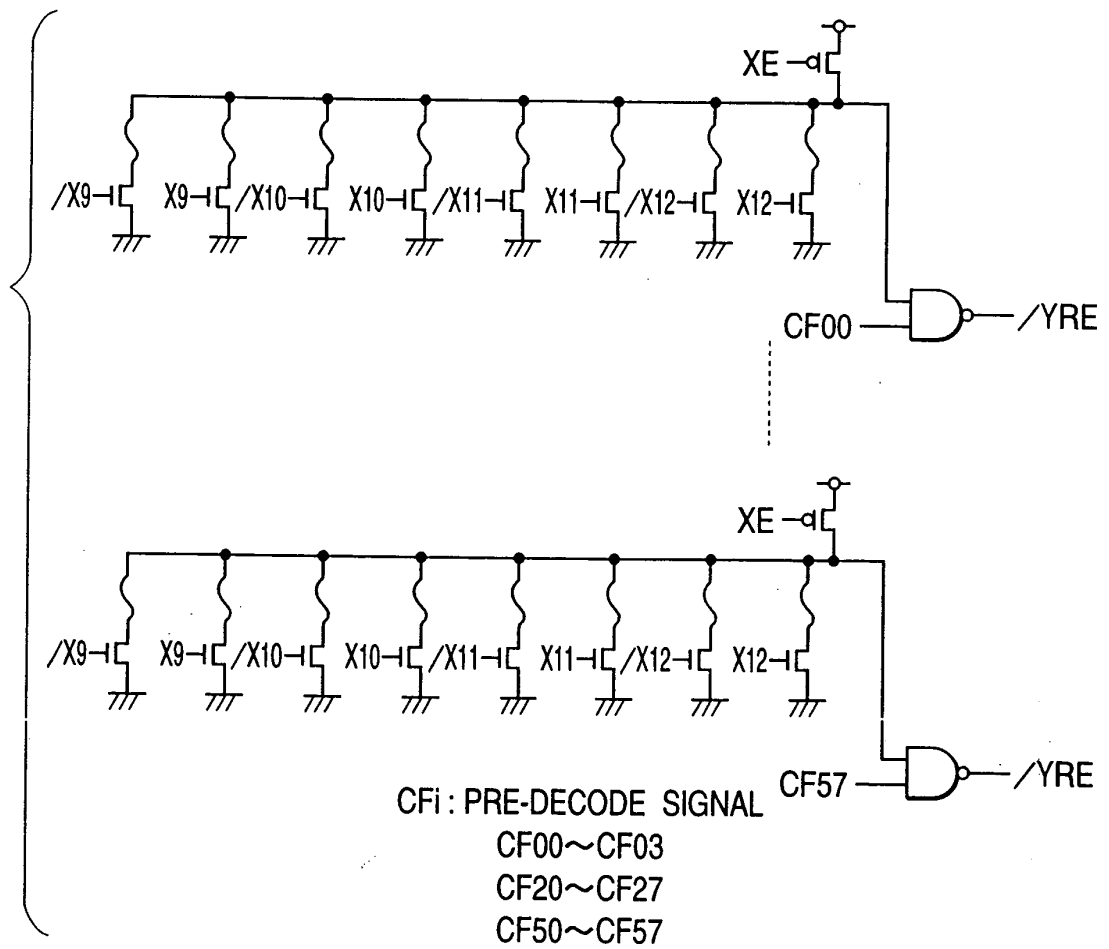 XE
/X9 X9 /X10 X10 /X11 X11 /X12 X12
CF00 /YRE
XE
/X9 X9 /X10 X10 /X11 X11 /X12 X12
CF57 /YRE
CFi : PRE-DECODE SIGNAL
CF00～CF03
CF20～CF27
CF50～CF57